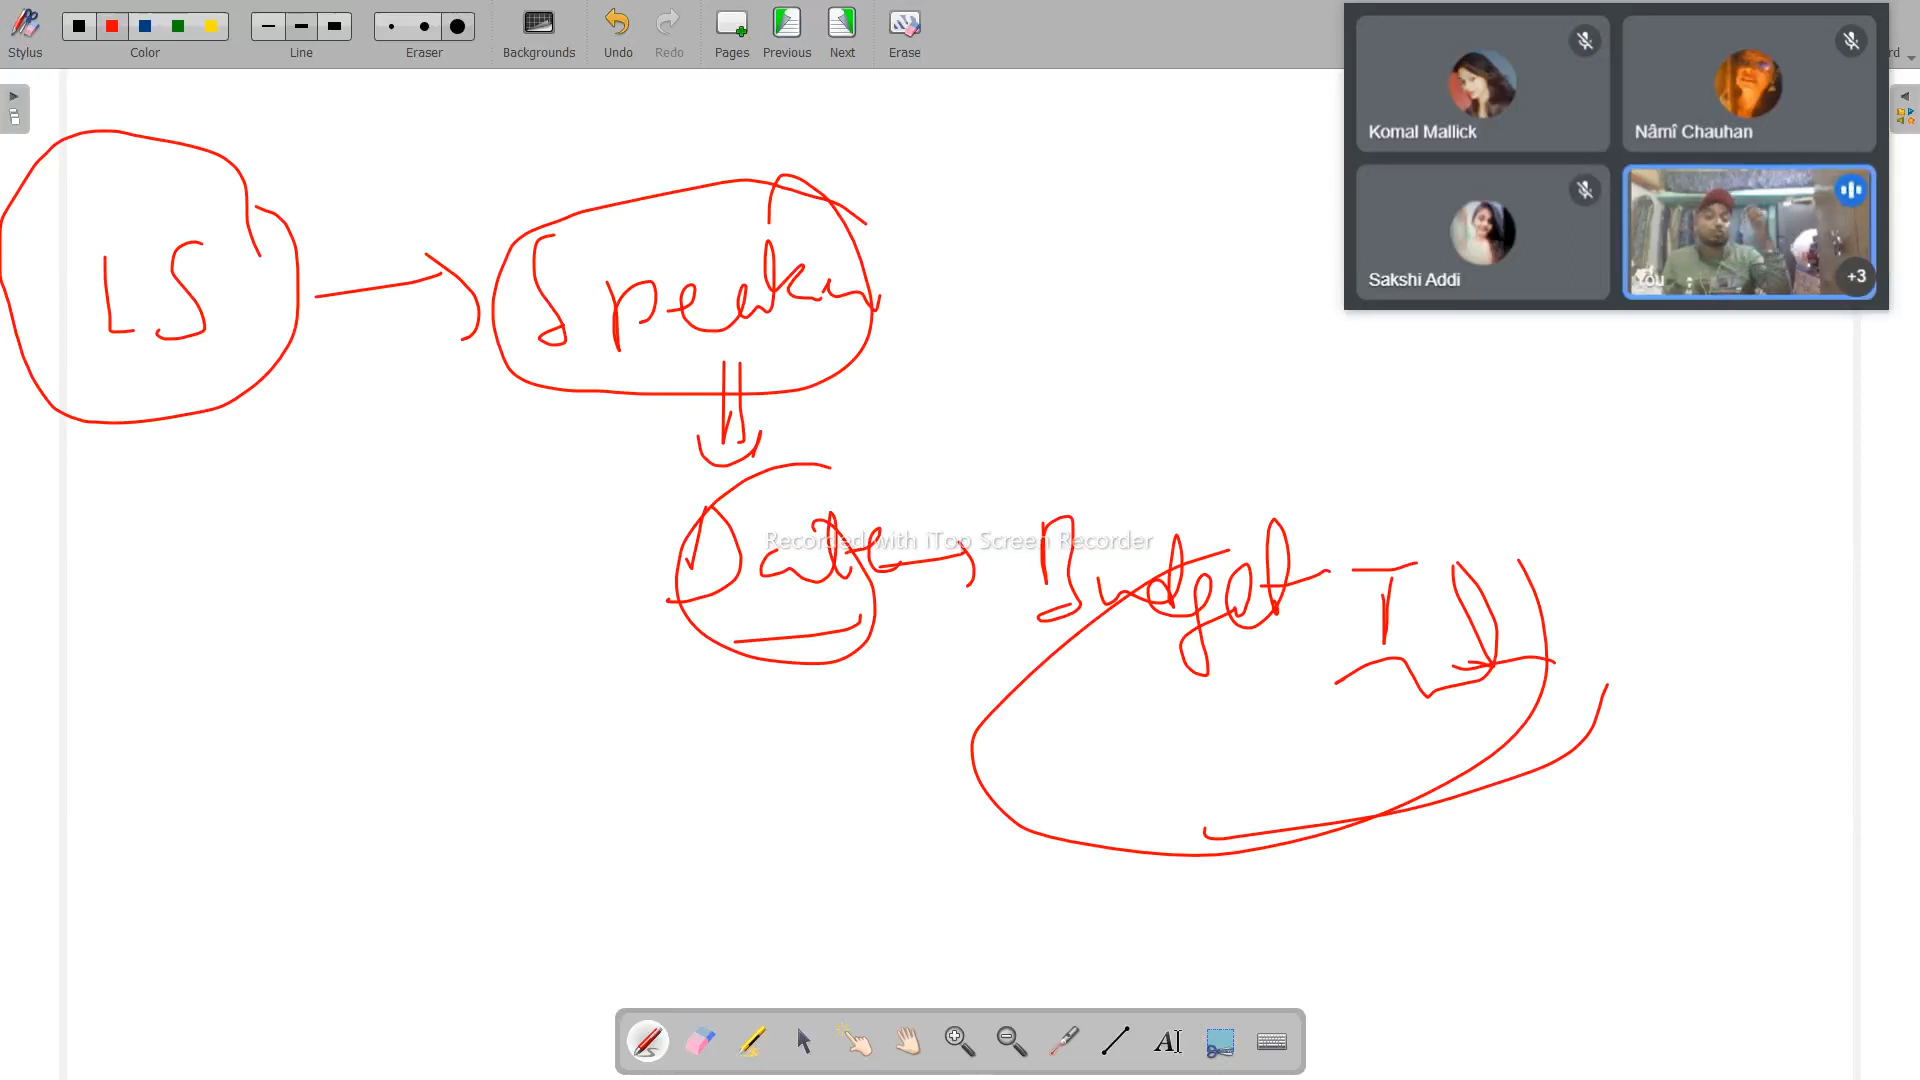 Stylus
Color
Line
Eraser
Backgrounds
Undo
Redo
Pages
Previous
Next
Erase
rd
Komal Mallick
Nâmî Chauhan
Sakshi Addi
You
+3
LS
Speaker
Date
Budget
Recorded with iTop Screen Recorder